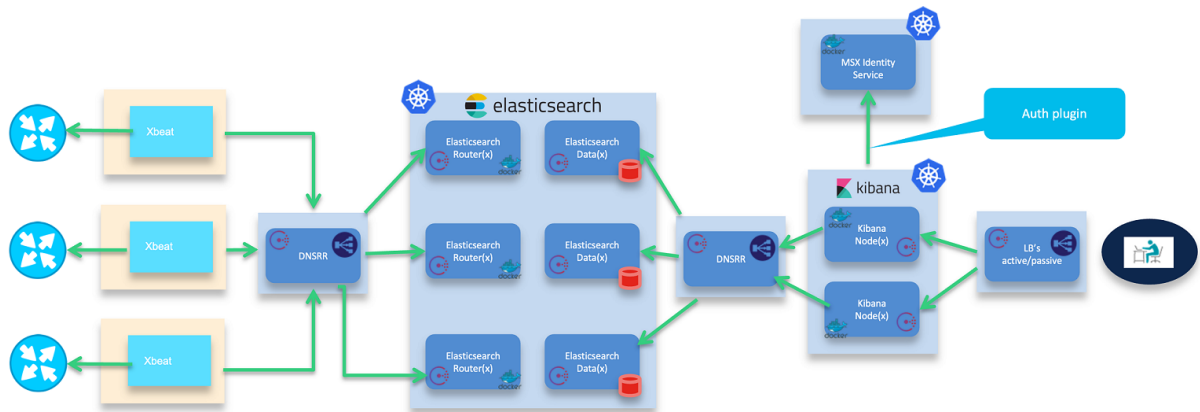 docker
MSX Identity
Service
Auth plugin
elasticsearch
Xbeat
Elasticsearch
Router(x)
docker
Elasticsearch
Data(x)
kibana
docker
Kibana
Node(x)
LB's
active/passive
Xbeat
DNSRR
Elasticsearch
Router(x)
docker
Elasticsearch
Data(x)
DNSRR
Kibana
Node(x)
docker
Xbeat
Elasticsearch
Router(x)
docker
Elasticsearch
Data(x)